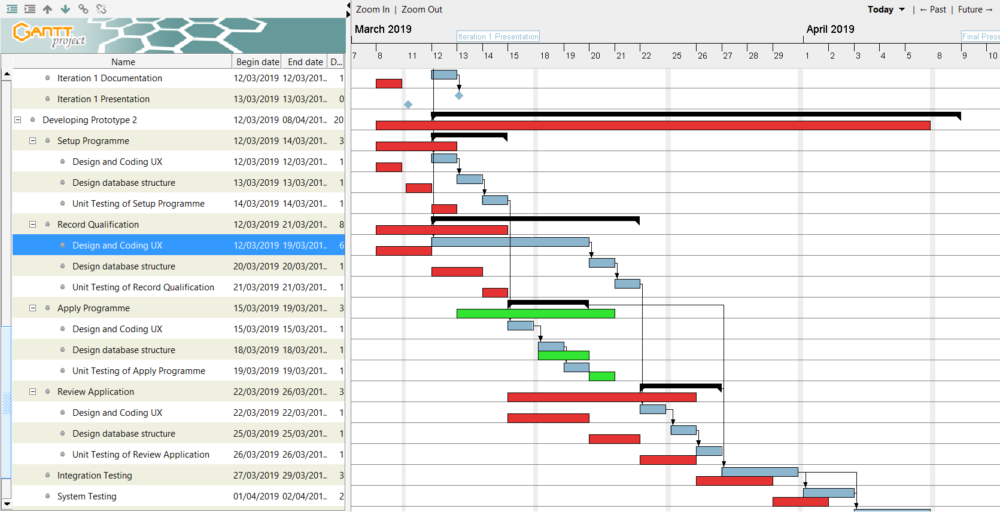 Zoom In | Zoom Out
Today | ← Past | Future →
GANTT
project
March 2019
April 2019
Iteration 1 Presentation
Final Prese
7 8 11 12 13 14 15 18 19 20 21 22 25 26 27 28 29 1 2 3 4 5 8 9 10
Name Begin date End date D...
Iteration 1 Documentation 12/03/2019 12/03/201... 1
Iteration 1 Presentation 13/03/2019 13/03/201... 0
Developing Prototype 2 12/03/2019 08/04/201... 20
Setup Programme 12/03/2019 14/03/201... 3
Design and Coding UX 12/03/2019 12/03/201... 1
Design database structure 13/03/2019 13/03/201... 1
Unit Testing of Setup Programme 14/03/2019 14/03/201... 1
Record Qualification 12/03/2019 21/03/201... 8
Design and Coding UX 12/03/2019 19/03/201... 6
Design database structure 20/03/2019 20/03/201... 1
Unit Testing of Record Qualification 21/03/2019 21/03/201... 1
Apply Programme 15/03/2019 19/03/201... 3
Design and Coding UX 15/03/2019 15/03/201... 1
Design database structure 18/03/2019 18/03/201... 1
Unit Testing of Apply Programme 19/03/2019 19/03/201... 1
Review Application 22/03/2019 26/03/201... 3
Design and Coding UX 22/03/2019 22/03/201... 1
Design database structure 25/03/2019 25/03/201... 1
Unit Testing of Review Application 26/03/2019 26/03/201... 1
Integration Testing 27/03/2019 29/03/201... 3
System Testing 01/04/2019 02/04/201... 2